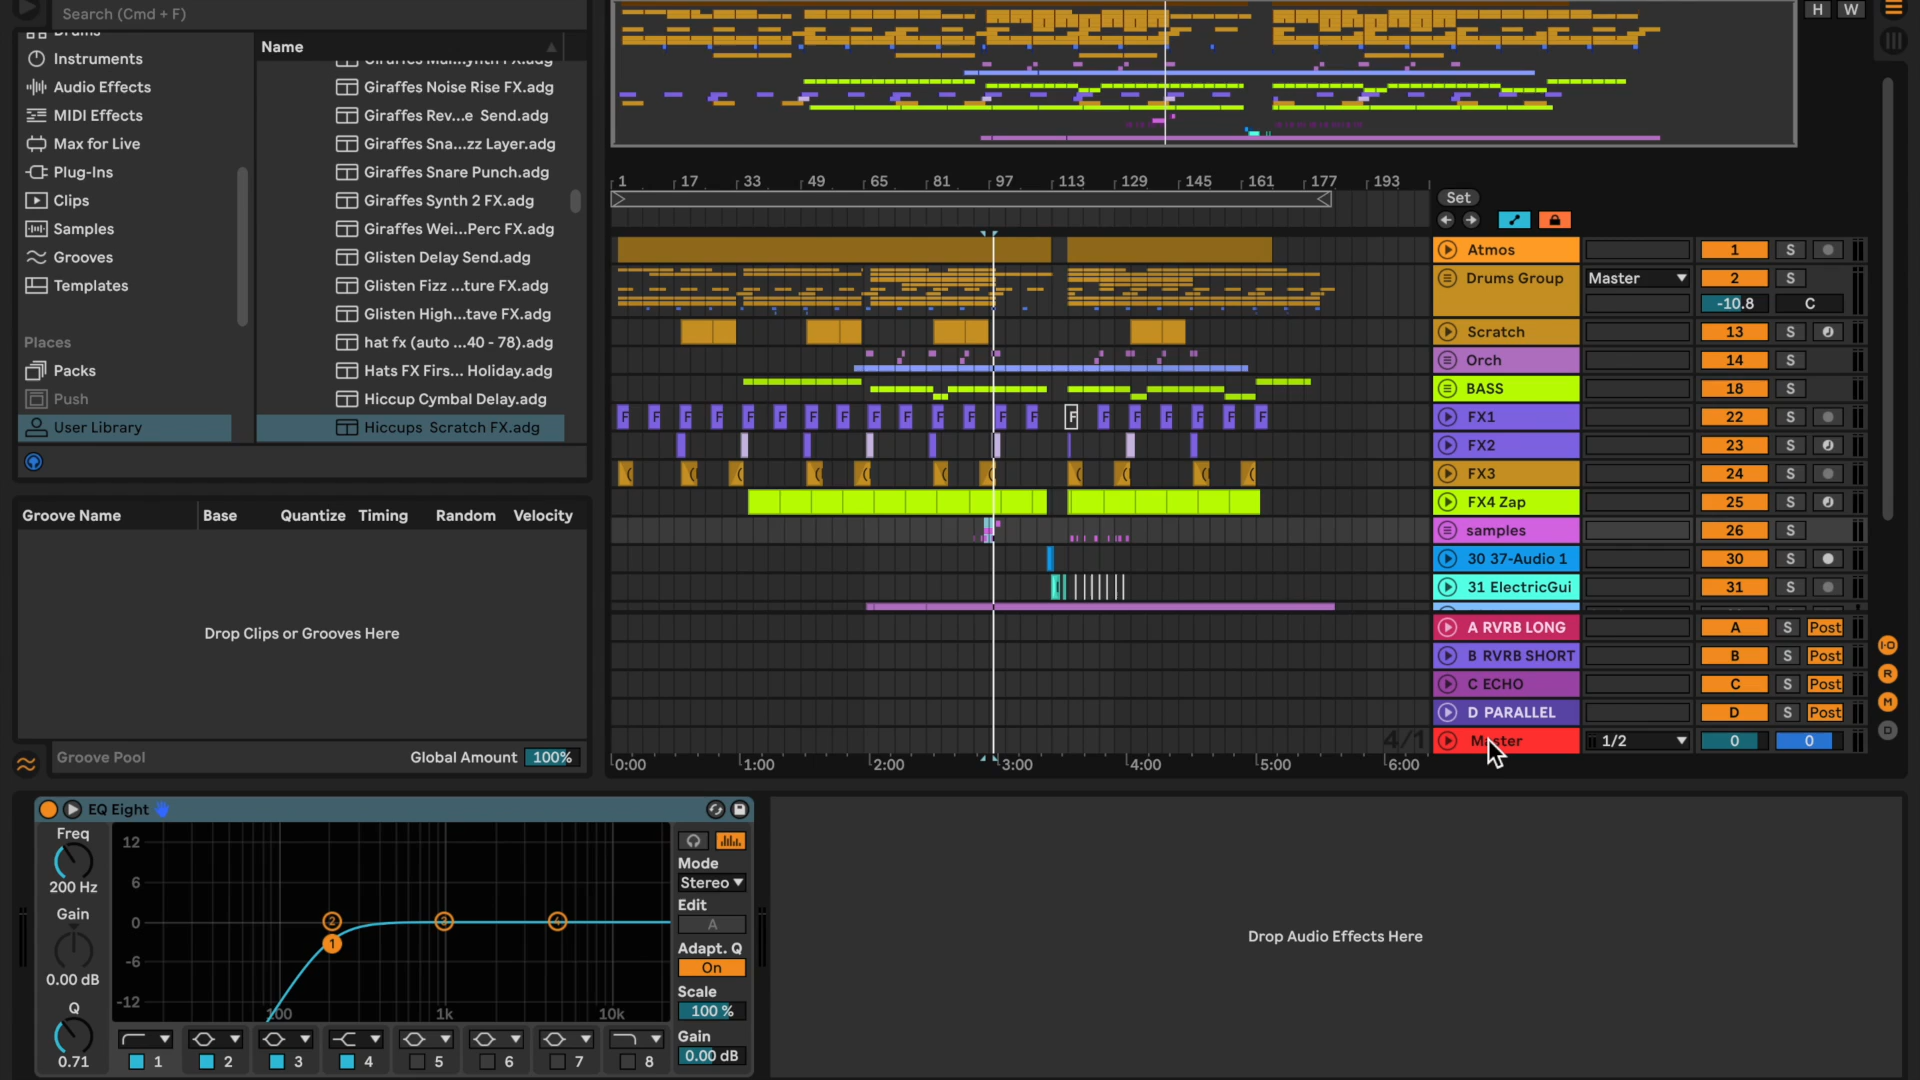 Search (Cmd + F)
H W
Drums
Name
Instruments
Audio Effects
MIDI Effects
Max for Live
Plug-Ins
Clips
Samples
Grooves
Templates
Places
Packs
Push
User Library
Giraffes Noise Rise FX.adg
Giraffes Rev...e Send.adg
Giraffes Sna...zz Layer.adg
Giraffes Snare Punch.adg
Giraffes Synth 2 FX.adg
Giraffes Wei...Perc FX.adg
Glisten Delay Send.adg
Glisten Fizz ...ture FX.adg
Glisten High...tave FX.adg
hat fx (auto ...40 - 78).adg
Hats FX Firs... Holiday.adg
Hiccup Cymbal Delay.adg
Hiccups Scratch FX.adg
Groove Name Base Quantize Timing Random Velocity
Drop Clips or Grooves Here
Groove Pool Global Amount 100%
1 17 33 49 65 81 97 113 129 145 161 177 193
Set
Atmos 1 S
Drums Group Master 2 S
-10.8 C
Scratch 13 S
Orch 14 S
BASS 18 S
F F F F F F F F F F F F F F F F F F F F F
FX1 22 S
FX2 23 S
FX3 24 S
FX4 Zap 25 S
samples 26 S
30 37-Audio 1 30 S
31 ElectricGui 31 S
A RVRB LONG A S Post
B RVRB SHORT B S Post
C ECHO C S Post
D PARALLEL D S Post
4/1 Master 1/2 0 0
0:00 1:00 2:00 3:00 4:00 5:00 6:00
I·O
R
M
D
EQ Eight
Freq
200 Hz
Gain
0.00 dB
Q
0.71
12
6
0
-6
-12
100 1k 10k
1 2 3 4
1 2 3 4 5 6 7 8
Mode
Stereo
Edit
A
Adapt. Q
On
Scale
100 %
Gain
0.00 dB
Drop Audio Effects Here